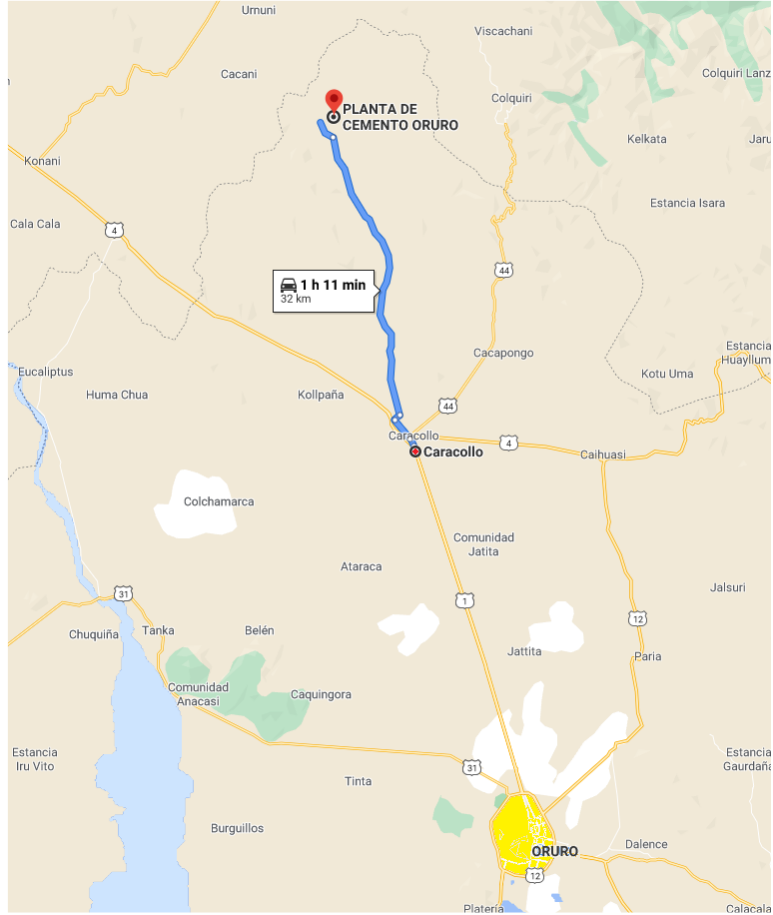 Urnuni
Viscachani
Cacani
Colquiri Lanz
Colquiri
PLANTA DE
CEMENTO ORURO
Kelkata
Jaru
Konani
Estancia Isara
Cala Cala
4
44
1 h 11 min
32 km
Estancia
Huayllum
Cacapongo
Eucaliptus
Kotu Uma
Huma Chua
Kollpaña
44
Caracollo
4
Caracollo
Caihuasi
Colchamarca
Comunidad
Jatita
Ataraca
Jalsuri
31
1
12
Chuquiña
Tanka
Belén
Jattita
Paria
Comunidad
Anacasi
Caquingora
Estancia
Iru Vito
Estancia
Gaurdaña
31
Tinta
Burguillos
Dalence
ORURO
12
Platería
Calacala